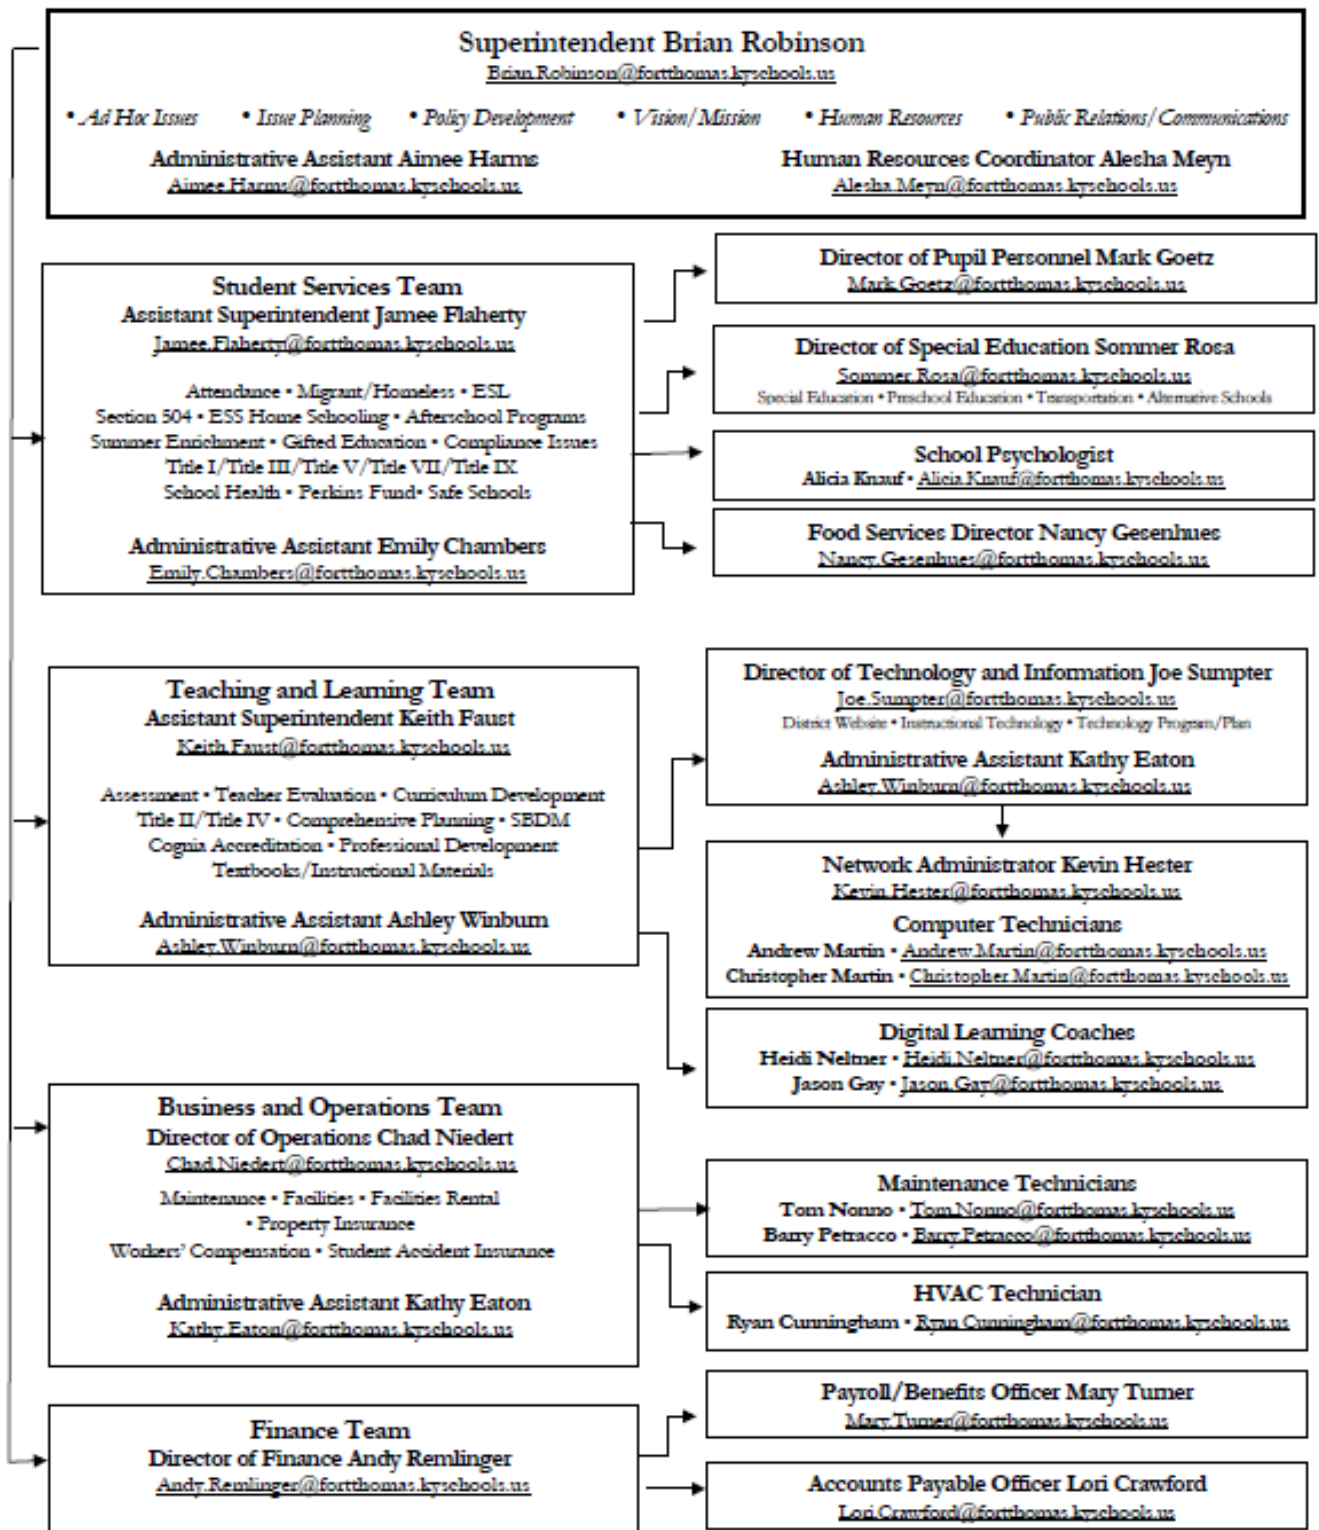 Superintendent Brian Robinson
Brian.Robinson@fortthomas.kyschools.us
• Ad Hoc Issues • Issue Planning • Policy Development • Vision/Mission • Human Resources • Public Relations/Communications
Administrative Assistant Aimee Harms
Aimee.Harms@fortthomas.kyschools.us
Human Resources Coordinator Alesha Meyn
Alesha.Meyn@fortthomas.kyschools.us
Student Services Team
Assistant Superintendent Jamee Flaherty
Jamee.Flaherty@fortthomas.kyschools.us
Attendance • Migrant/Homeless • ESL
Section 504 • ESS Home Schooling • Afterschool Programs
Summer Enrichment • Gifted Education • Compliance Issues
Title I/Title III/Title V/Title VII/Title IX
School Health • Perkins Fund• Safe Schools
Administrative Assistant Emily Chambers
Emily.Chambers@fortthomas.kyschools.us
Director of Pupil Personnel Mark Goetz
Mark.Goetz@fortthomas.kyschools.us
Director of Special Education Sommer Rosa
Sommer.Rosa@fortthomas.kyschools.us
Special Education • Preschool Education • Transportation • Alternative Schools
School Psychologist
Alicia Knauf • Alicia.Knauf@fortthomas.kyschools.us
Food Services Director Nancy Gesenhues
Nancy.Gesenhues@fortthomas.kyschools.us
Teaching and Learning Team
Assistant Superintendent Keith Faust
Keith.Faust@fortthomas.kyschools.us
Assessment • Teacher Evaluation • Curriculum Development
Title II/Title IV • Comprehensive Planning • SBDM
Cognia Accreditation • Professional Development
Textbooks/Instructional Materials
Administrative Assistant Ashley Winburn
Ashley.Winburn@fortthomas.kyschools.us
Director of Technology and Information Joe Sumpter
Joe.Sumpter@fortthomas.kyschools.us
District Website • Instructional Technology • Technology Program/Plan
Administrative Assistant Kathy Eaton
Ashley.Winburn@fortthomas.kyschools.us
Network Administrator Kevin Hester
Kevin.Hester@fortthomas.kyschools.us
Computer Technicians
Andrew Martin • Andrew.Martin@fortthomas.kyschools.us
Christopher Martin • Christopher.Martin@fortthomas.kyschools.us
Digital Learning Coaches
Heidi Neltner • Heidi.Neltner@fortthomas.kyschools.us
Jason Gay • Jason.Gay@fortthomas.kyschools.us
Business and Operations Team
Director of Operations Chad Niedert
Chad.Niedert@fortthomas.kyschools.us
Maintenance • Facilities • Facilities Rental
• Property Insurance
Workers' Compensation • Student Accident Insurance
Administrative Assistant Kathy Eaton
Kathy.Eaton@fortthomas.kyschools.us
Maintenance Technicians
Tom Nonno • Tom.Nonno@fortthomas.kyschools.us
Barry Petracco • Barry.Petracco@fortthomas.kyschools.us
HVAC Technician
Ryan Cunningham • Ryan.Cunningham@fortthomas.kyschools.us
Finance Team
Director of Finance Andy Remlinger
Andy.Remlinger@fortthomas.kyschools.us
Payroll/Benefits Officer Mary Turner
Mary.Turner@fortthomas.kyschools.us
Accounts Payable Officer Lori Crawford
Lori.Crawford@fortthomas.kyschools.us